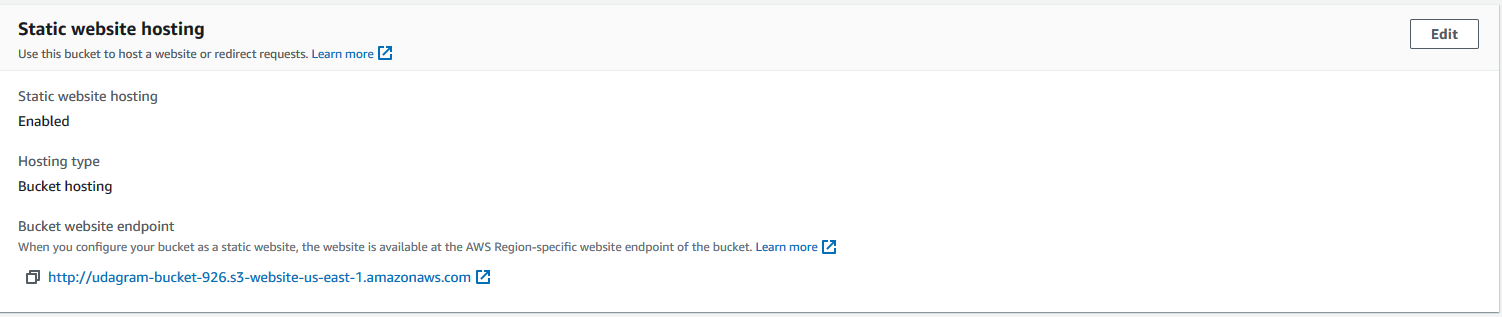 Static website hosting
Edit
Use this bucket to host a website or redirect requests. Learn more
Static website hosting
Enabled
Hosting type
Bucket hosting
Bucket website endpoint
When you configure your bucket as a static website, the website is available at the AWS Region-specific website endpoint of the bucket. Learn more
http://udagram-bucket-926.s3-website-us-east-1.amazonaws.com